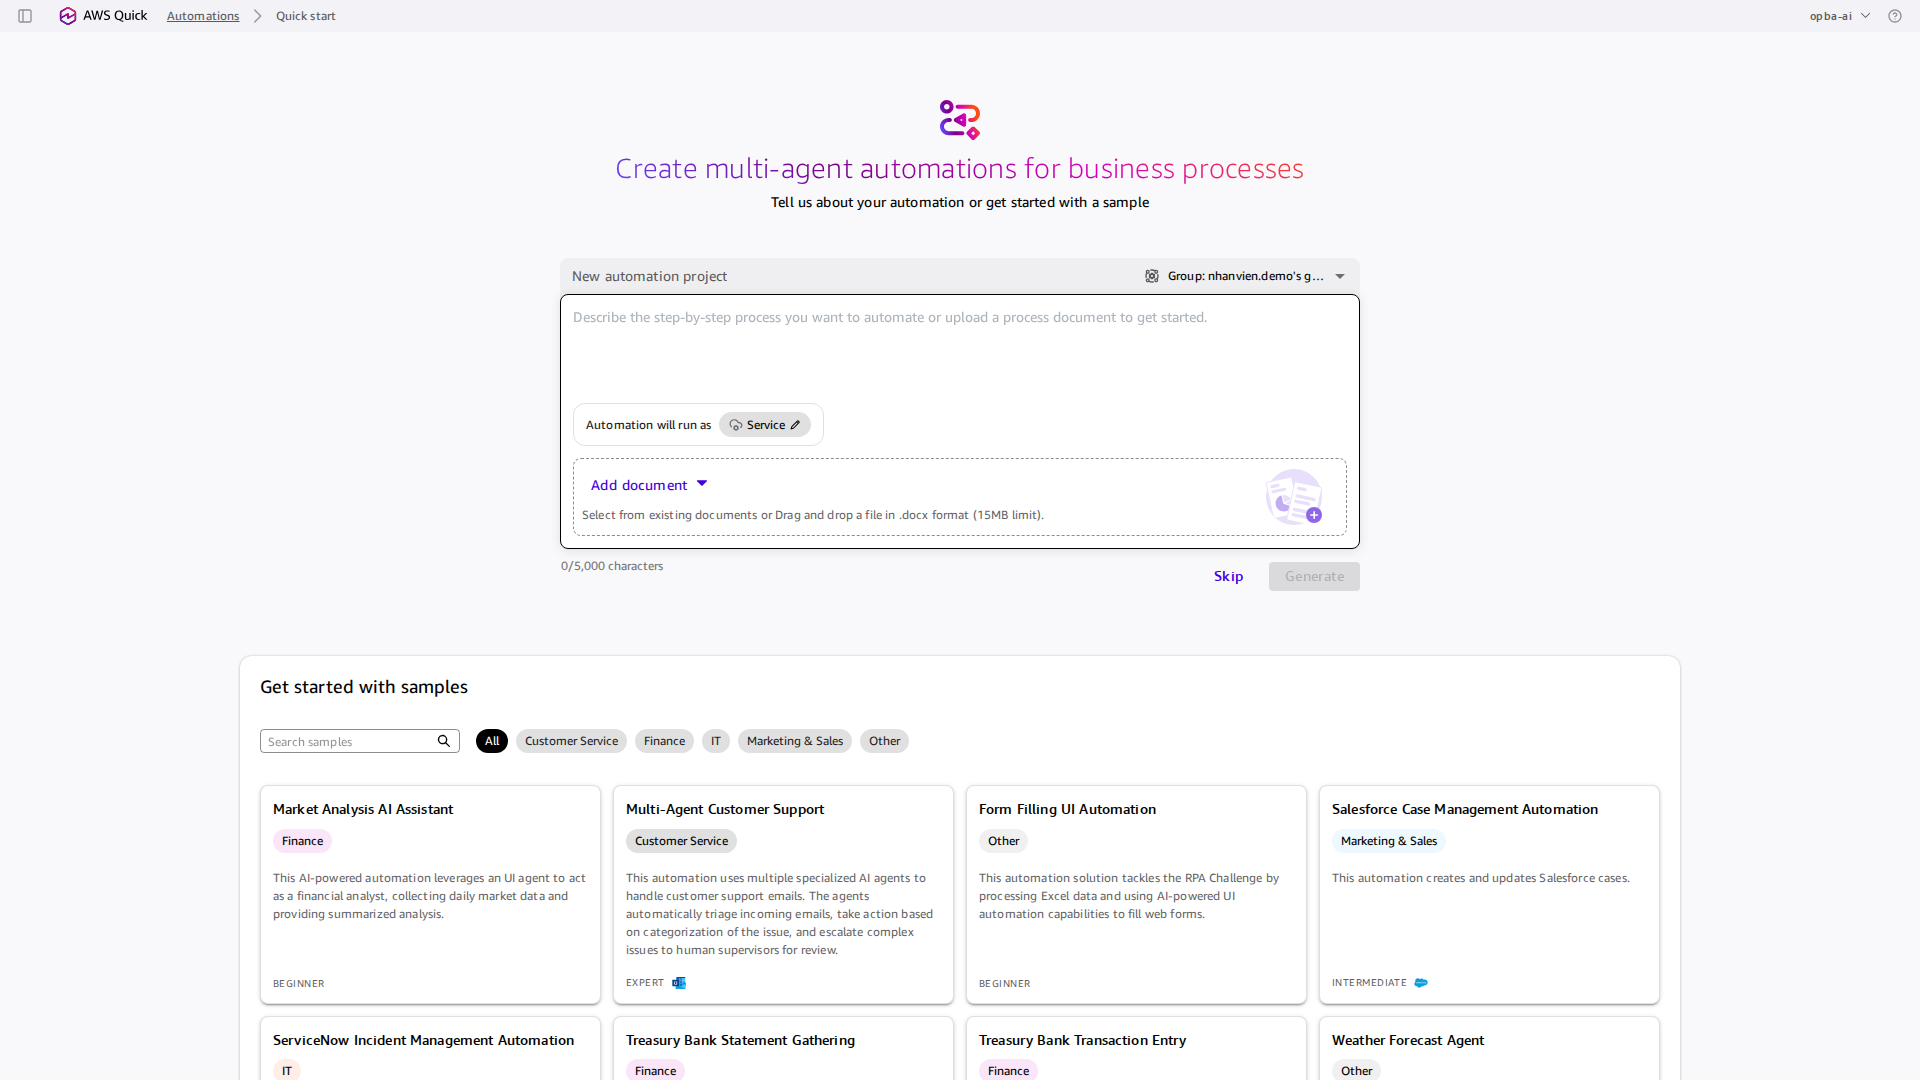 AWS Quick
Automations
Quick start
opba-ai
Create multi-agent automations for business processes
Tell us about your automation or get started with a sample
New automation project
Group: nhanvien.demo's g...
Describe the step-by-step process you want to automate or upload a process document to get started.
Automation will run as
Service
Add document
Select from existing documents or Drag and drop a file in .docx format (15MB limit).
0/5,000 characters
Skip
Generate
Get started with samples
Search samples
All
Customer Service
Finance
IT
Marketing & Sales
Other
Market Analysis AI Assistant
Finance
This AI-powered automation leverages an UI agent to act
as a financial analyst, collecting daily market data and
providing summarized analysis.
BEGINNER
Multi-Agent Customer Support
Customer Service
This automation uses multiple specialized AI agents to
handle customer support emails. The agents
automatically triage incoming emails, take action based
on categorization of the issue, and escalate complex
issues to human supervisors for review.
EXPERT
Form Filling UI Automation
Other
This automation solution tackles the RPA Challenge by
processing Excel data and using AI-powered UI
automation capabilities to fill web forms.
BEGINNER
Salesforce Case Management Automation
Marketing & Sales
This automation creates and updates Salesforce cases.
INTERMEDIATE
ServiceNow Incident Management Automation
IT
Treasury Bank Statement Gathering
Finance
Treasury Bank Transaction Entry
Finance
Weather Forecast Agent
Other